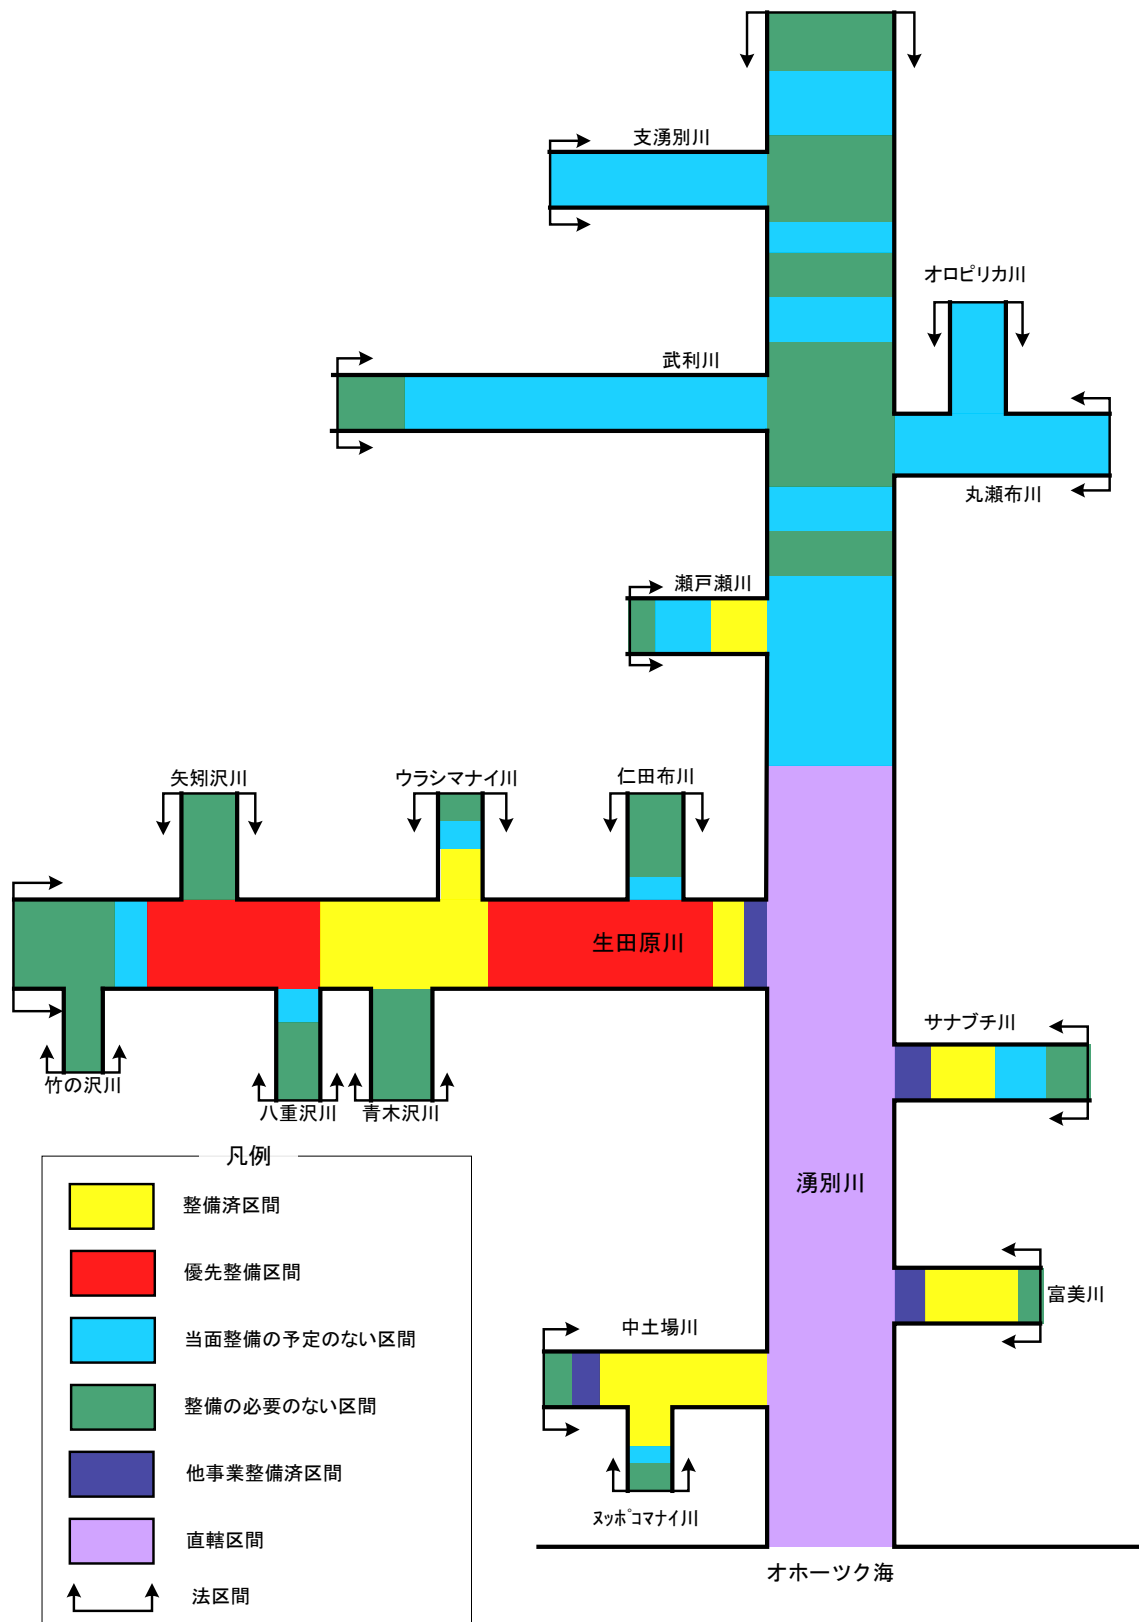 支湧別川
オロピリカ川
武利川
丸瀬布川
瀬戸瀬川
矢矧沢川
ウラシマナイ川
仁田布川
生田原川
サナブチ川
竹の沢川
八重沢川
青木沢川
湧別川
富美川
中土場川
ヌッポコマナイ川
オホーツク海
凡例
整備済区間
優先整備区間
当面整備の予定のない区間
整備の必要のない区間
他事業整備済区間
直轄区間
法区間